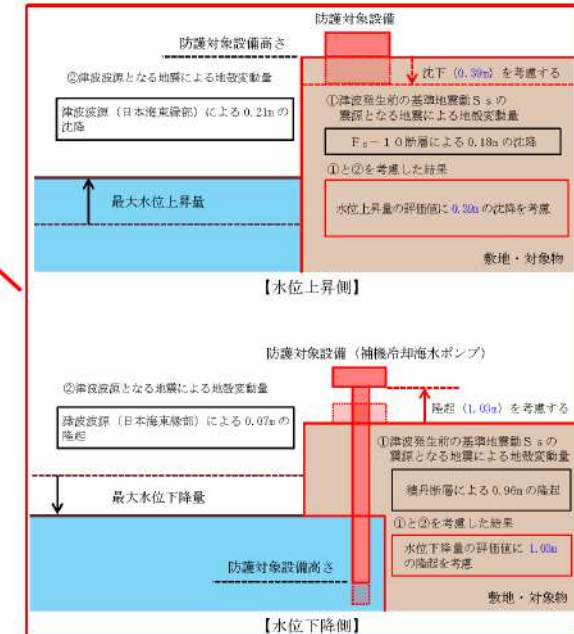 防護対象設備
防護対象設備高さ
沈下（0.39m）を考慮する
②津波波源となる地震による地殻変動量
津波波源（日本海東縁部）による0.21mの
沈降
①津波発生前の基準地震動Ｓｓの
震源となる地震による地殻変動量
Ｆs－１０断層による0.18mの沈降
①と②を考慮した結果
水位上昇量の評価値に0.39mの沈降を考慮
最大水位上昇量
敷地・対象物
【水位上昇側】
防護対象設備（補機冷却海水ポンプ）
②津波波源となる地震による地殻変動量
隆起（1.03m）を考慮する
津波波源（日本海東縁部）による0.07mの
隆起
①津波発生前の基準地震動Ｓｓの
震源となる地震による地殻変動量
積丹断層による0.96mの隆起
最大水位下降量
①と②を考慮した結果
水位下降量の評価値に1.03m
の隆起を考慮
防護対象設備高さ
敷地・対象物
【水位下降側】